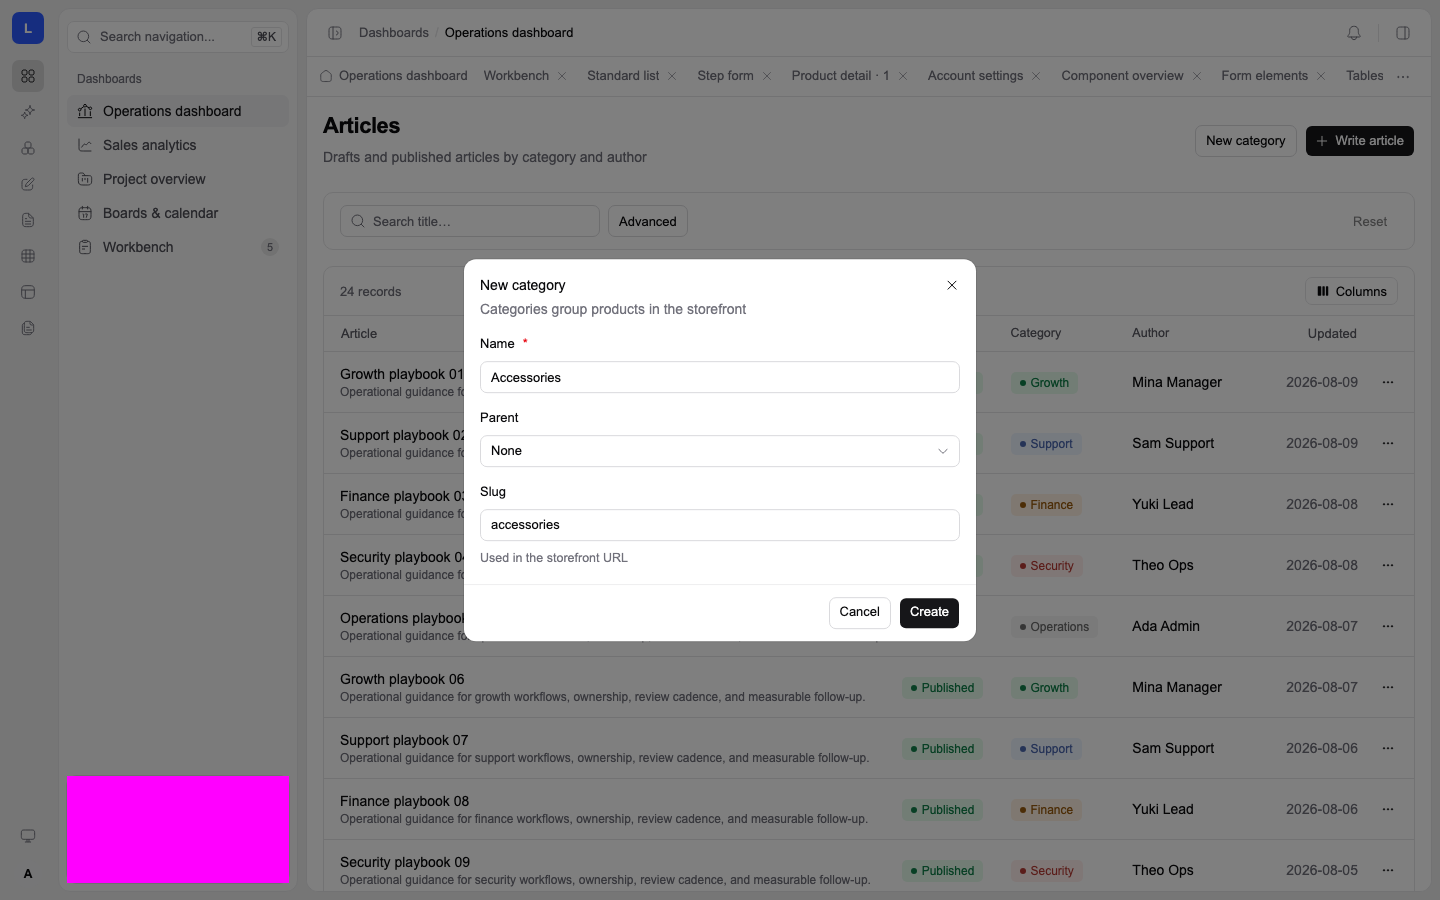 L
Search navigation...
⌘K
Dashboards / Operations dashboard
Dashboards
Operations dashboard
Sales analytics
Project overview
Boards & calendar
Workbench 5
A
Operations dashboard Workbench Standard list Step form Product detail · 1 Account settings Component overview Form elements Tables
Articles
Drafts and published articles by category and author
New category
Write article
Search title...
Advanced
Reset
24 records
Columns
Article Category Author Updated
Growth playbook 01
Growth Mina Manager 2026-08-09
Support playbook
Support Sam Support 2026-08-09
Finance playbook
Finance Yuki Lead 2026-08-08
Security playbook
Security Theo Ops 2026-08-08
Operations
Operations Ada Admin 2026-08-07
Growth playbook 06
Operational guidance for growth workflows, ownership, review cadence, and measurable follow-up.
Published Growth Mina Manager 2026-08-07
Support playbook 07
Operational guidance for support workflows, ownership, review cadence, and measurable follow-up.
Published Support Sam Support 2026-08-06
Finance playbook 08
Operational guidance for finance workflows, ownership, review cadence, and measurable follow-up.
Published Finance Yuki Lead 2026-08-06
Security playbook 09
Operational guidance for security workflows, ownership, review cadence, and measurable follow-up.
Published Security Theo Ops 2026-08-05
New category
Categories group products in the storefront
Name *
Accessories
Parent
None
Slug
accessories
Used in the storefront URL
Cancel
Create